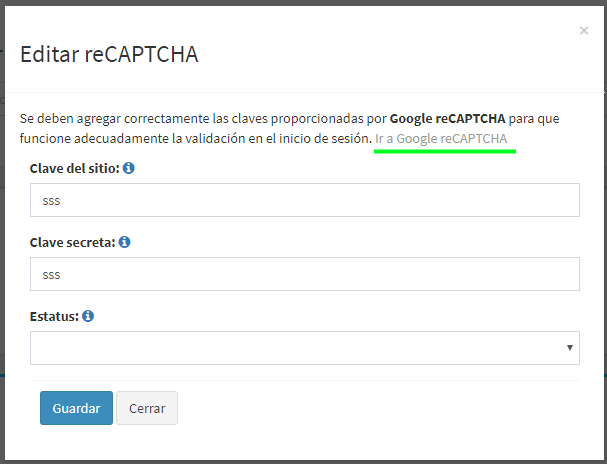 ×
Editar reCAPTCHA
Se deben agregar correctamente las claves proporcionadas por Google reCAPTCHA para que
funcione adecuadamente la validación en el inicio de sesión. Ir a Google reCAPTCHA
Clave del sitio:
sss
Clave secreta:
sss
Estatus:
Guardar Cerrar